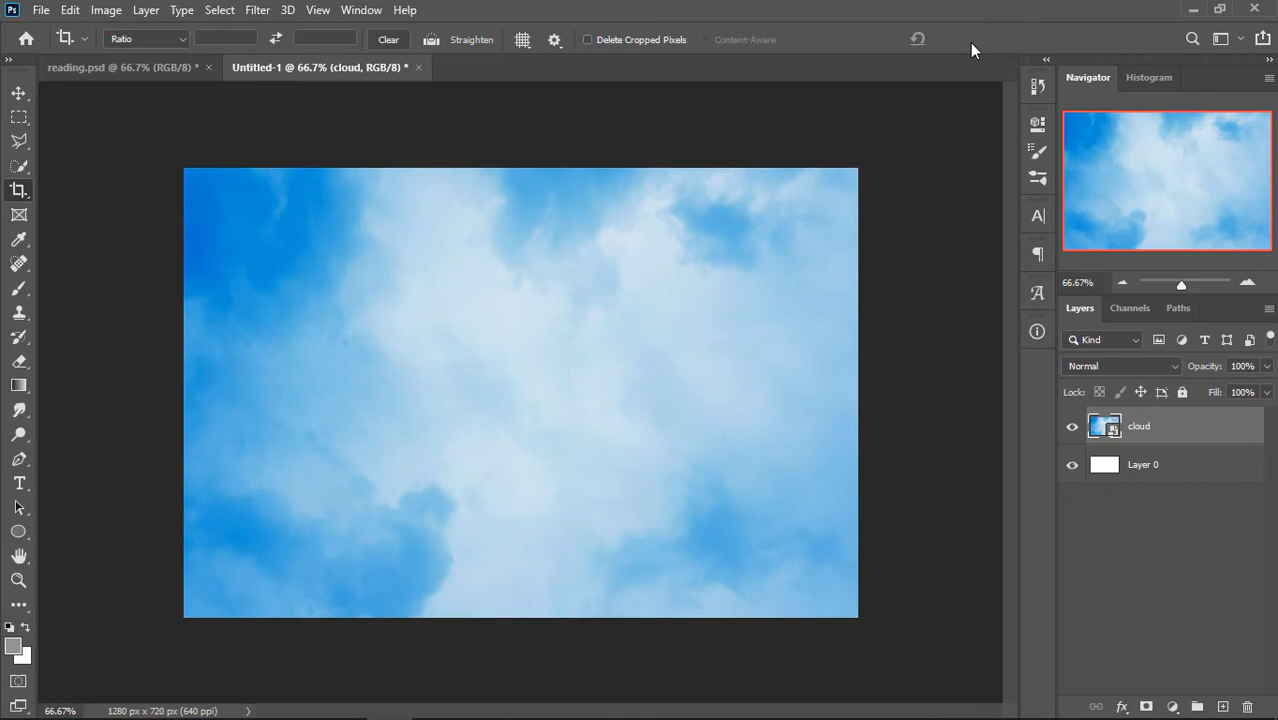 Ps File Edit Image Layer Type Select Filter 3D View Window Help
Ratio Clear Straighten Delete Cropped Pixels Content-Aware
reading.psd @ 66.7% (RGB/8) * × Untitled-1 @ 66.7% (cloud, RGB/8) * ×
Navigator Histogram
66.67%
Layers Channels Paths
Kind
Normal Opacity: 100%
Lock: Fill: 100%
cloud
Layer 0
66.67% 1280 px x 720 px (640 ppi)